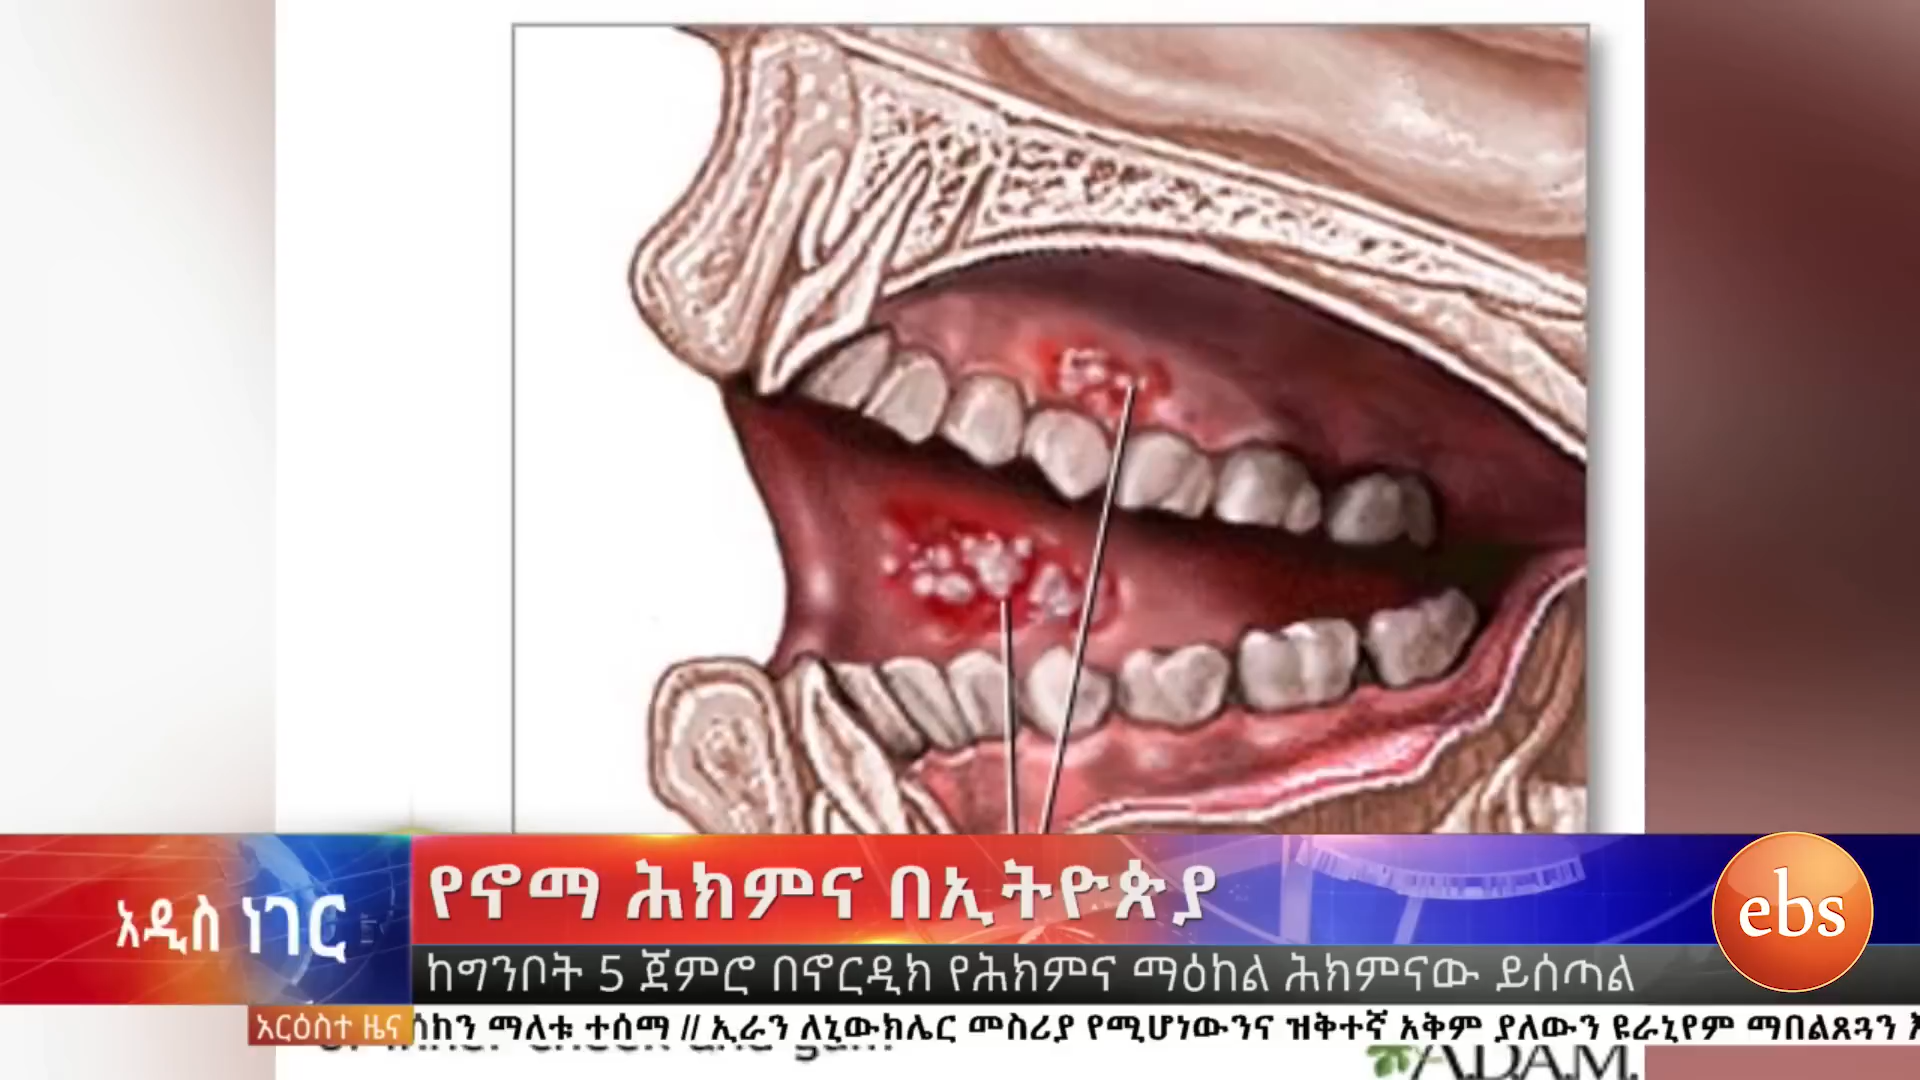 አዲስ ነገር
የኖማ ሕክምና በኢትዮጵያ
ከግንቦት 5 ጀምሮ በኖርዲክ የሕክምና ማዕከል ሕክምናው ይሰጣል
ebs
አርዕስተ ዜና
ማለቱ ተሰማ // ኢራን ለኒውክሌር መስሪያ የሚሆነውንና ዝቅተኛ አቅም ያለውን ዩራኒየም ማበልጸጓን
A.D.A.M.